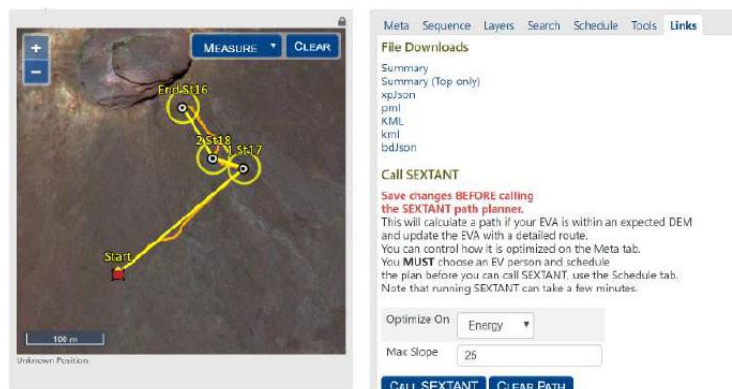 +
−
MEASURE ▼ CLEAR
End St16
2 St18
1 St17
Start
100 m
Unknown Position
Meta Sequence Layers Search Schedule Tools Links
File Downloads
Summary
Summary (Top only)
xpJson
pml
KML
kml
bdJson
Call SEXTANT
Save changes BEFORE calling
the SEXTANT path planner.
This will calculate a path if your EVA is within an expected DEM
and update the EVA with a detailed route.
You can control how it is optimized on the Meta tab.
You MUST choose an EV person and schedule
the plan before you can call SEXTANT, use the Schedule tab.
Note that running SEXTANT can take a few minutes.
Optimize On Energy ▼
Max Slope 25
CALL SEXTANT CLEAR PATH